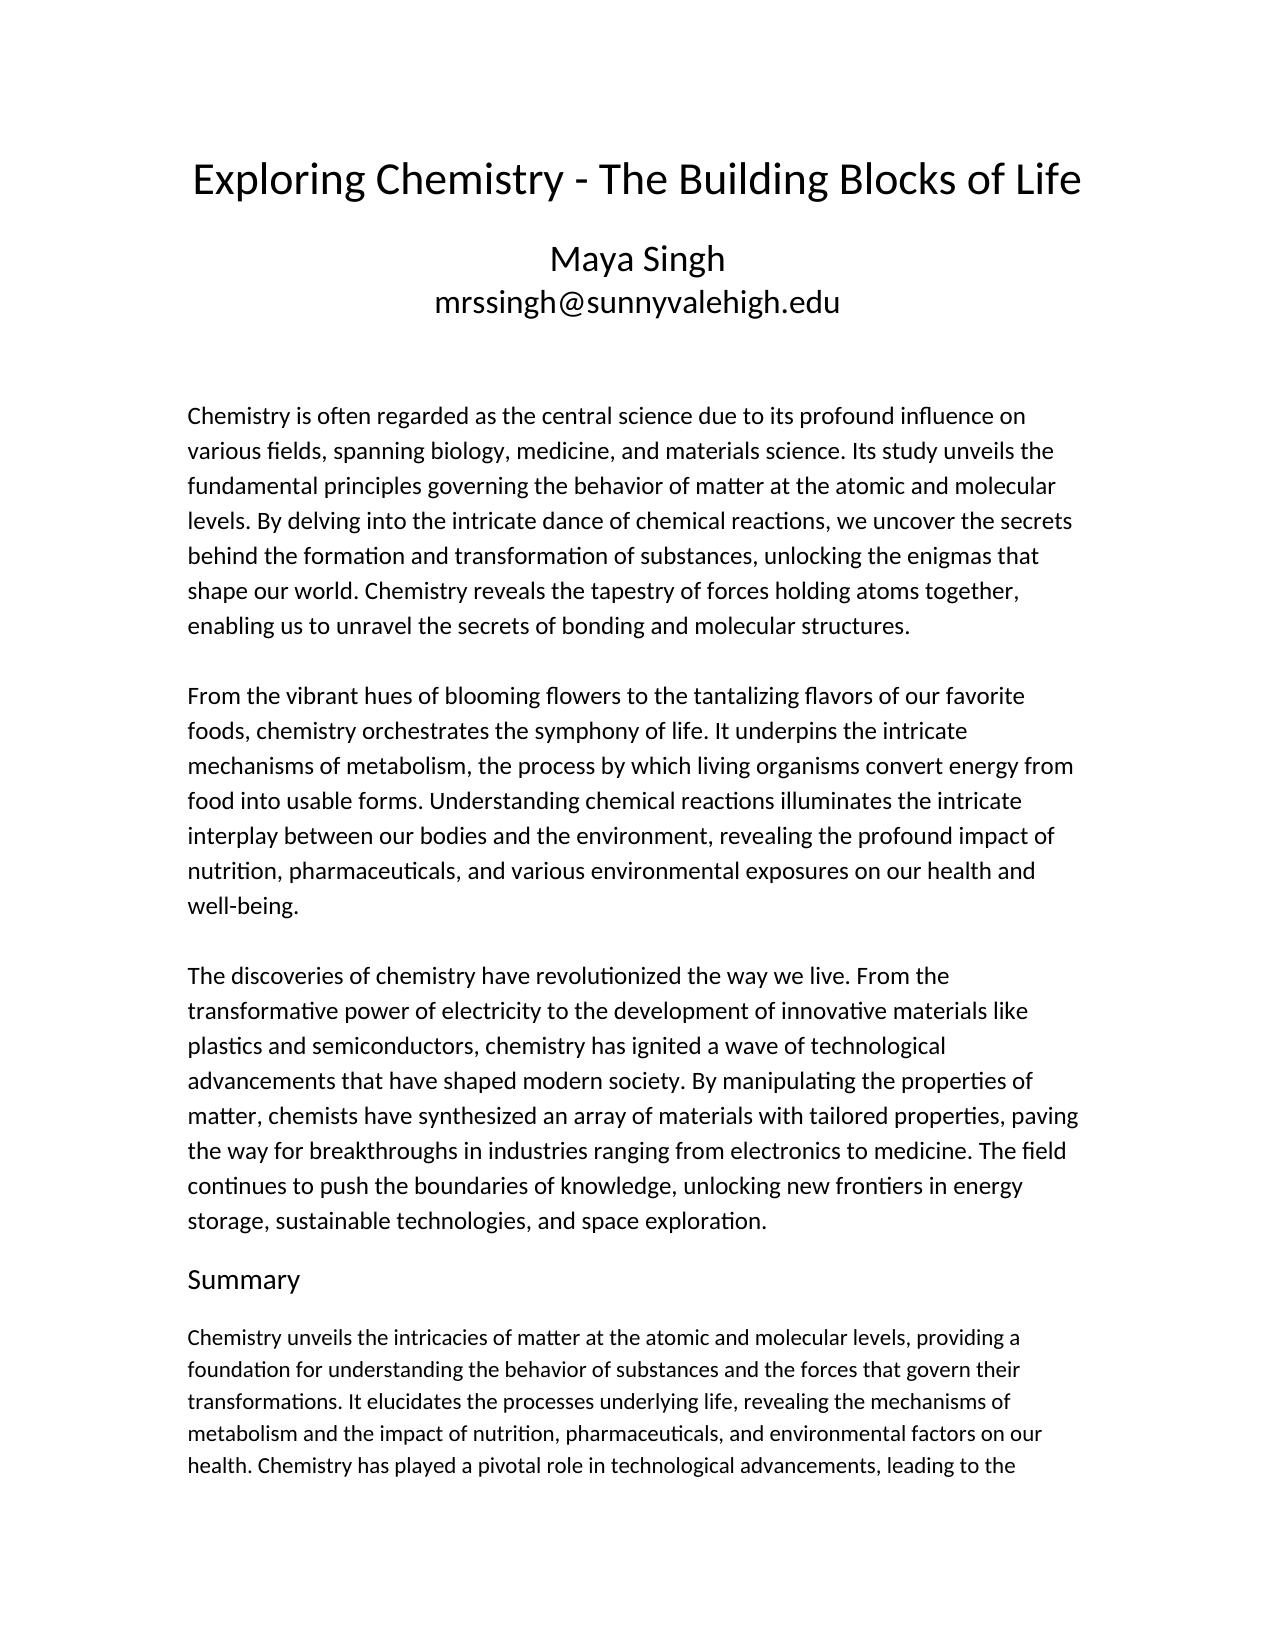 Exploring Chemistry - The Building Blocks of Life
Maya Singh
mrssingh@sunnyvalehigh.edu
Chemistry is often regarded as the central science due to its profound influence on
various fields, spanning biology, medicine, and materials science. Its study unveils the
fundamental principles governing the behavior of matter at the atomic and molecular
levels. By delving into the intricate dance of chemical reactions, we uncover the secrets
behind the formation and transformation of substances, unlocking the enigmas that
shape our world. Chemistry reveals the tapestry of forces holding atoms together,
enabling us to unravel the secrets of bonding and molecular structures.
From the vibrant hues of blooming flowers to the tantalizing flavors of our favorite
foods, chemistry orchestrates the symphony of life. It underpins the intricate
mechanisms of metabolism, the process by which living organisms convert energy from
food into usable forms. Understanding chemical reactions illuminates the intricate
interplay between our bodies and the environment, revealing the profound impact of
nutrition, pharmaceuticals, and various environmental exposures on our health and
well-being.
The discoveries of chemistry have revolutionized the way we live. From the
transformative power of electricity to the development of innovative materials like
plastics and semiconductors, chemistry has ignited a wave of technological
advancements that have shaped modern society. By manipulating the properties of
matter, chemists have synthesized an array of materials with tailored properties, paving
the way for breakthroughs in industries ranging from electronics to medicine. The field
continues to push the boundaries of knowledge, unlocking new frontiers in energy
storage, sustainable technologies, and space exploration.
Summary
Chemistry unveils the intricacies of matter at the atomic and molecular levels, providing a
foundation for understanding the behavior of substances and the forces that govern their
transformations. It elucidates the processes underlying life, revealing the mechanisms of
metabolism and the impact of nutrition, pharmaceuticals, and environmental factors on our
health. Chemistry has played a pivotal role in technological advancements, leading to the